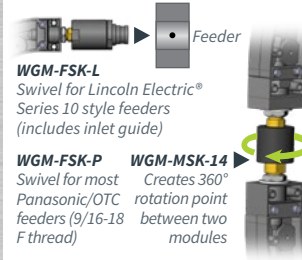 Feeder
WGM-FSK-L
Swivel for Lincoln Electric®
Series 10 style feeders
(includes inlet guide)
WGM-FSK-P
Swivel for most
Panasonic/OTC
feeders (9/16-18
F thread)
WGM-MSK-14
Creates 360°
rotation point
between two
modules